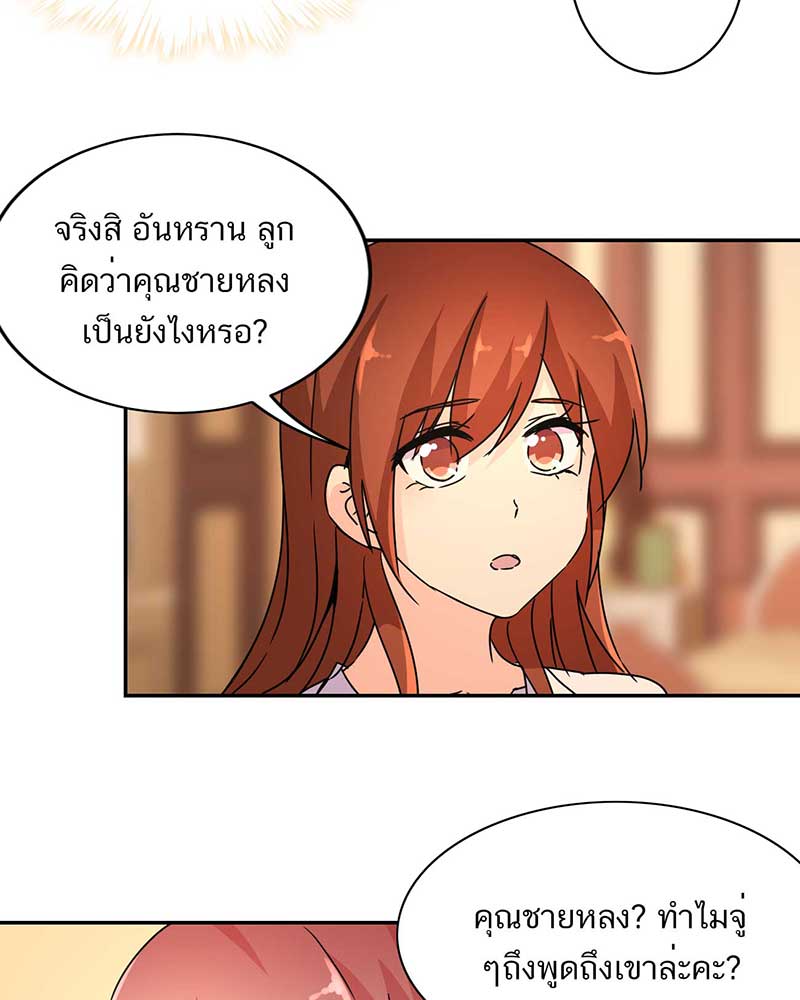 จริงสิ อันหราน ลูก
คิดว่าคุณชายหลง
เป็นยังไงหรอ?
คุณชายหลง? ทำไมจู่
ๆถึงพูดถึงเขาล่ะคะ?